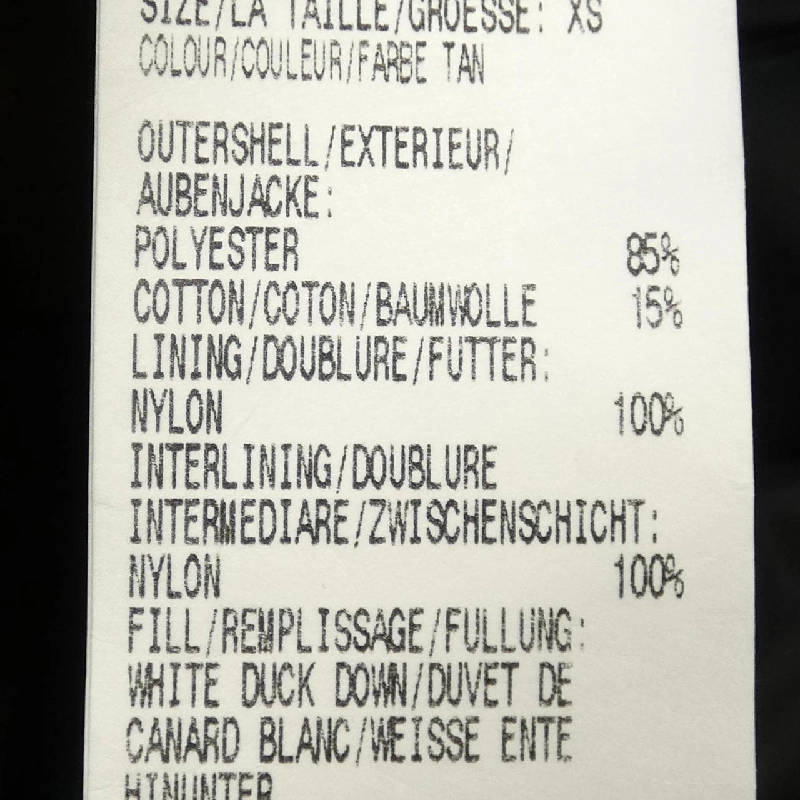 SIZE/LA TAILLE/GROESSE: XS
COLOUR/COULEUR/FARBE TAN
OUTERSHELL/EXTERIEUR/
AUBENJACKE:
POLYESTER 85%
COTTON/COTON/BAUMWOLLE 15%
LINING/DOUBLURE/FUTTER:
NYLON 100%
INTERLINING/DOUBLURE
INTERMEDIARE/ZWISCHENSCHICHT:
NYLON 100%
FILL/REMPLISSAGE/FULLUNG:
WHITE DUCK DOWN/DUVET DE
CANARD BLANC/WEISSE ENTE
HINUNTER